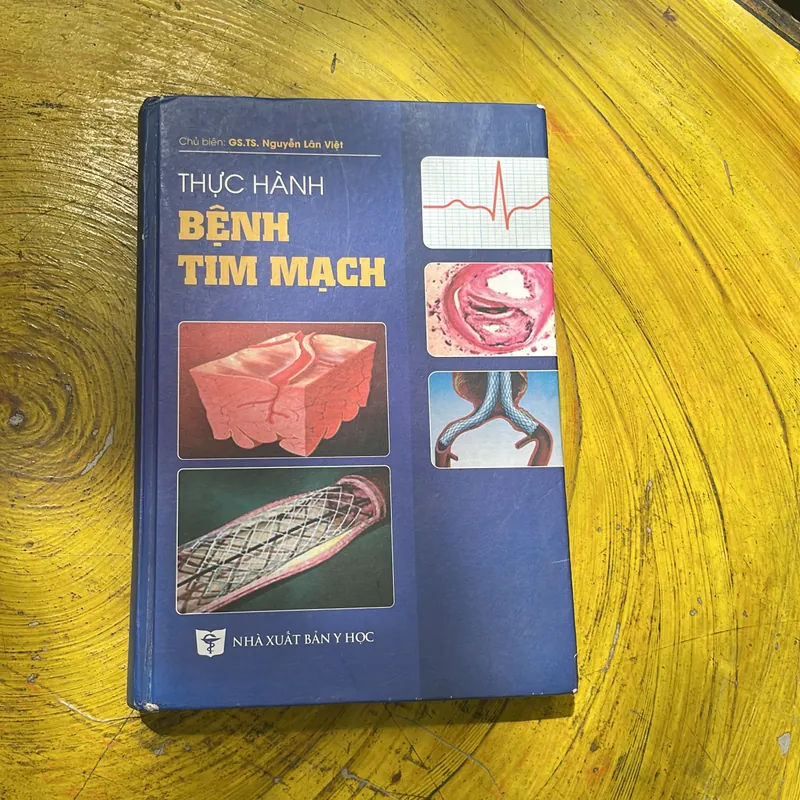 Chủ biên: GS.TS. Nguyễn Lân Việt
THỰC HÀNH
BỆNH
TIM MẠCH
NHÀ XUẤT BẢN Y HỌC